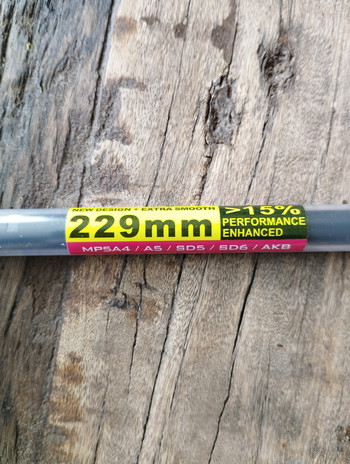 NEW DESIGN + EXTRA SMOOTH
229mm
>15%
PERFORMANCE
ENHANCED
MP5A4 / A5 / SD5 / SD6 / AKB